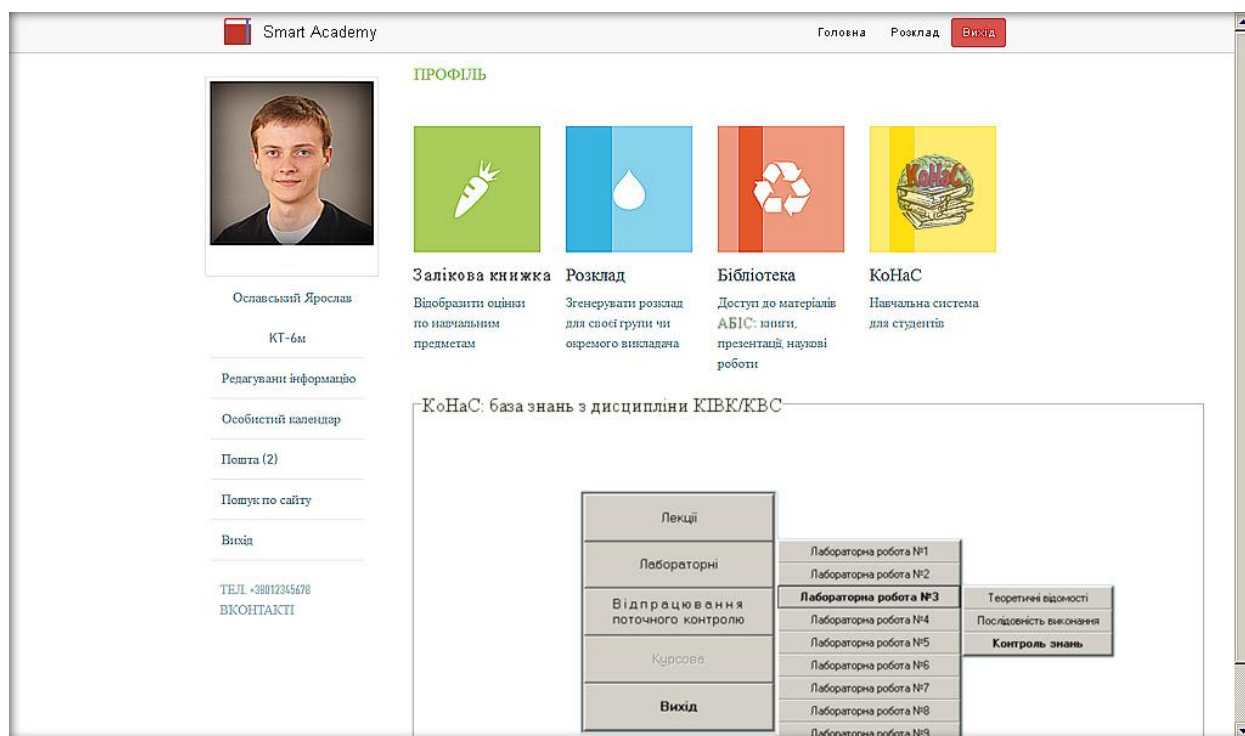 Smart Academy
Головна Розклад Вихід
ПРОФІЛЬ
КоНаС
Залікова книжка
Відобразити оцінки
по навчальним
предметам
Розклад
Згенерувати розклад
для своєї групи чи
окремого викладача
Бібліотека
Доступ до матеріалів
АБІС: книги,
презентації, наукові
роботи
КоНаС
Навчальна система
для студентів
Ославський Ярослав
КТ-6м
Редагувани інформацію
Особистий календар
Пошта (2)
Пошук по сайту
Вихід
ТЕЛ. +38012345678
ВКОНТАКТІ
КоНаС: база знань з дисципліни КІВК/КВС
Лекції
Лабораторні
Відпрацювання
поточного контролю
Курсова
Вихід
Лабораторна робота №1
Лабораторна робота №2
Лабораторна робота №3
Лабораторна робота №4
Лабораторна робота №5
Лабораторна робота №6
Лабораторна робота №7
Лабораторна робота №8
Лабораторна робота №9
Теоретичні відомості
Послідовність виконання
Контроль знань